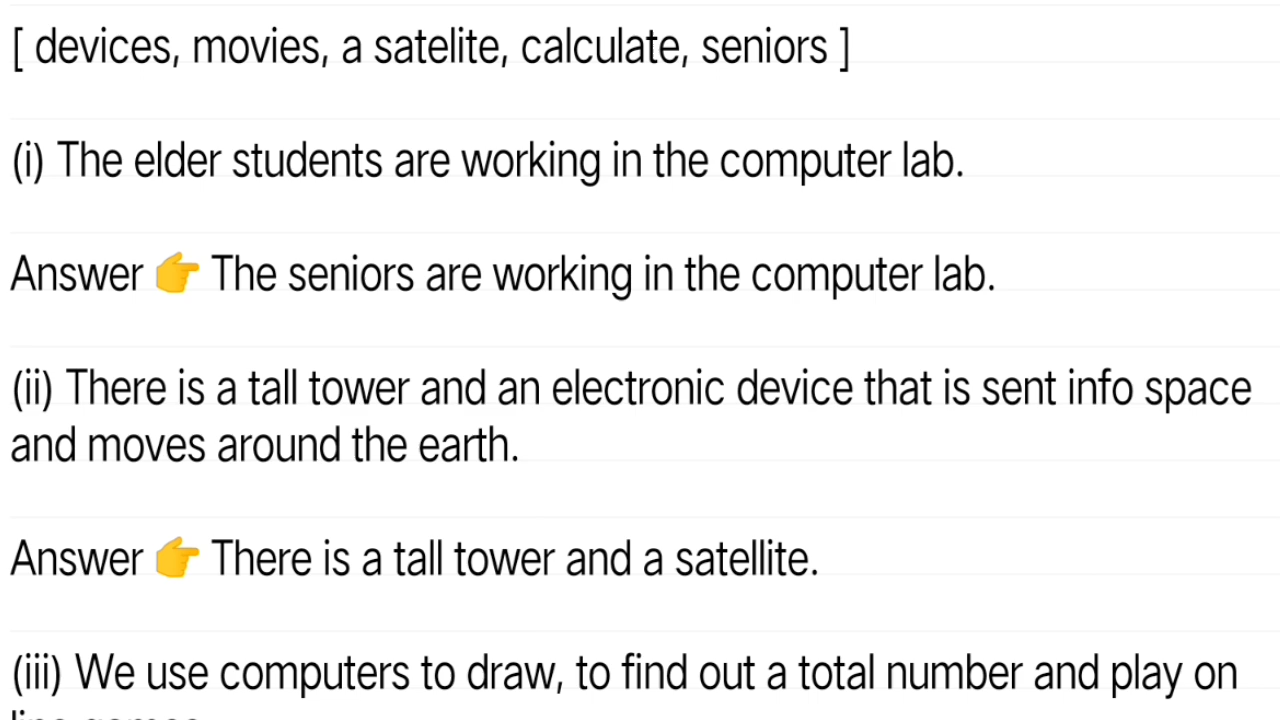 [ devices, movies, a satelite, calculate, seniors ]
(i) The elder students are working in the computer lab.
Answer 👉 The seniors are working in the computer lab.
(ii) There is a tall tower and an electronic device that is sent info space
and moves around the earth.
Answer 👉 There is a tall tower and a satellite.
(iii) We use computers to draw, to find out a total number and play on